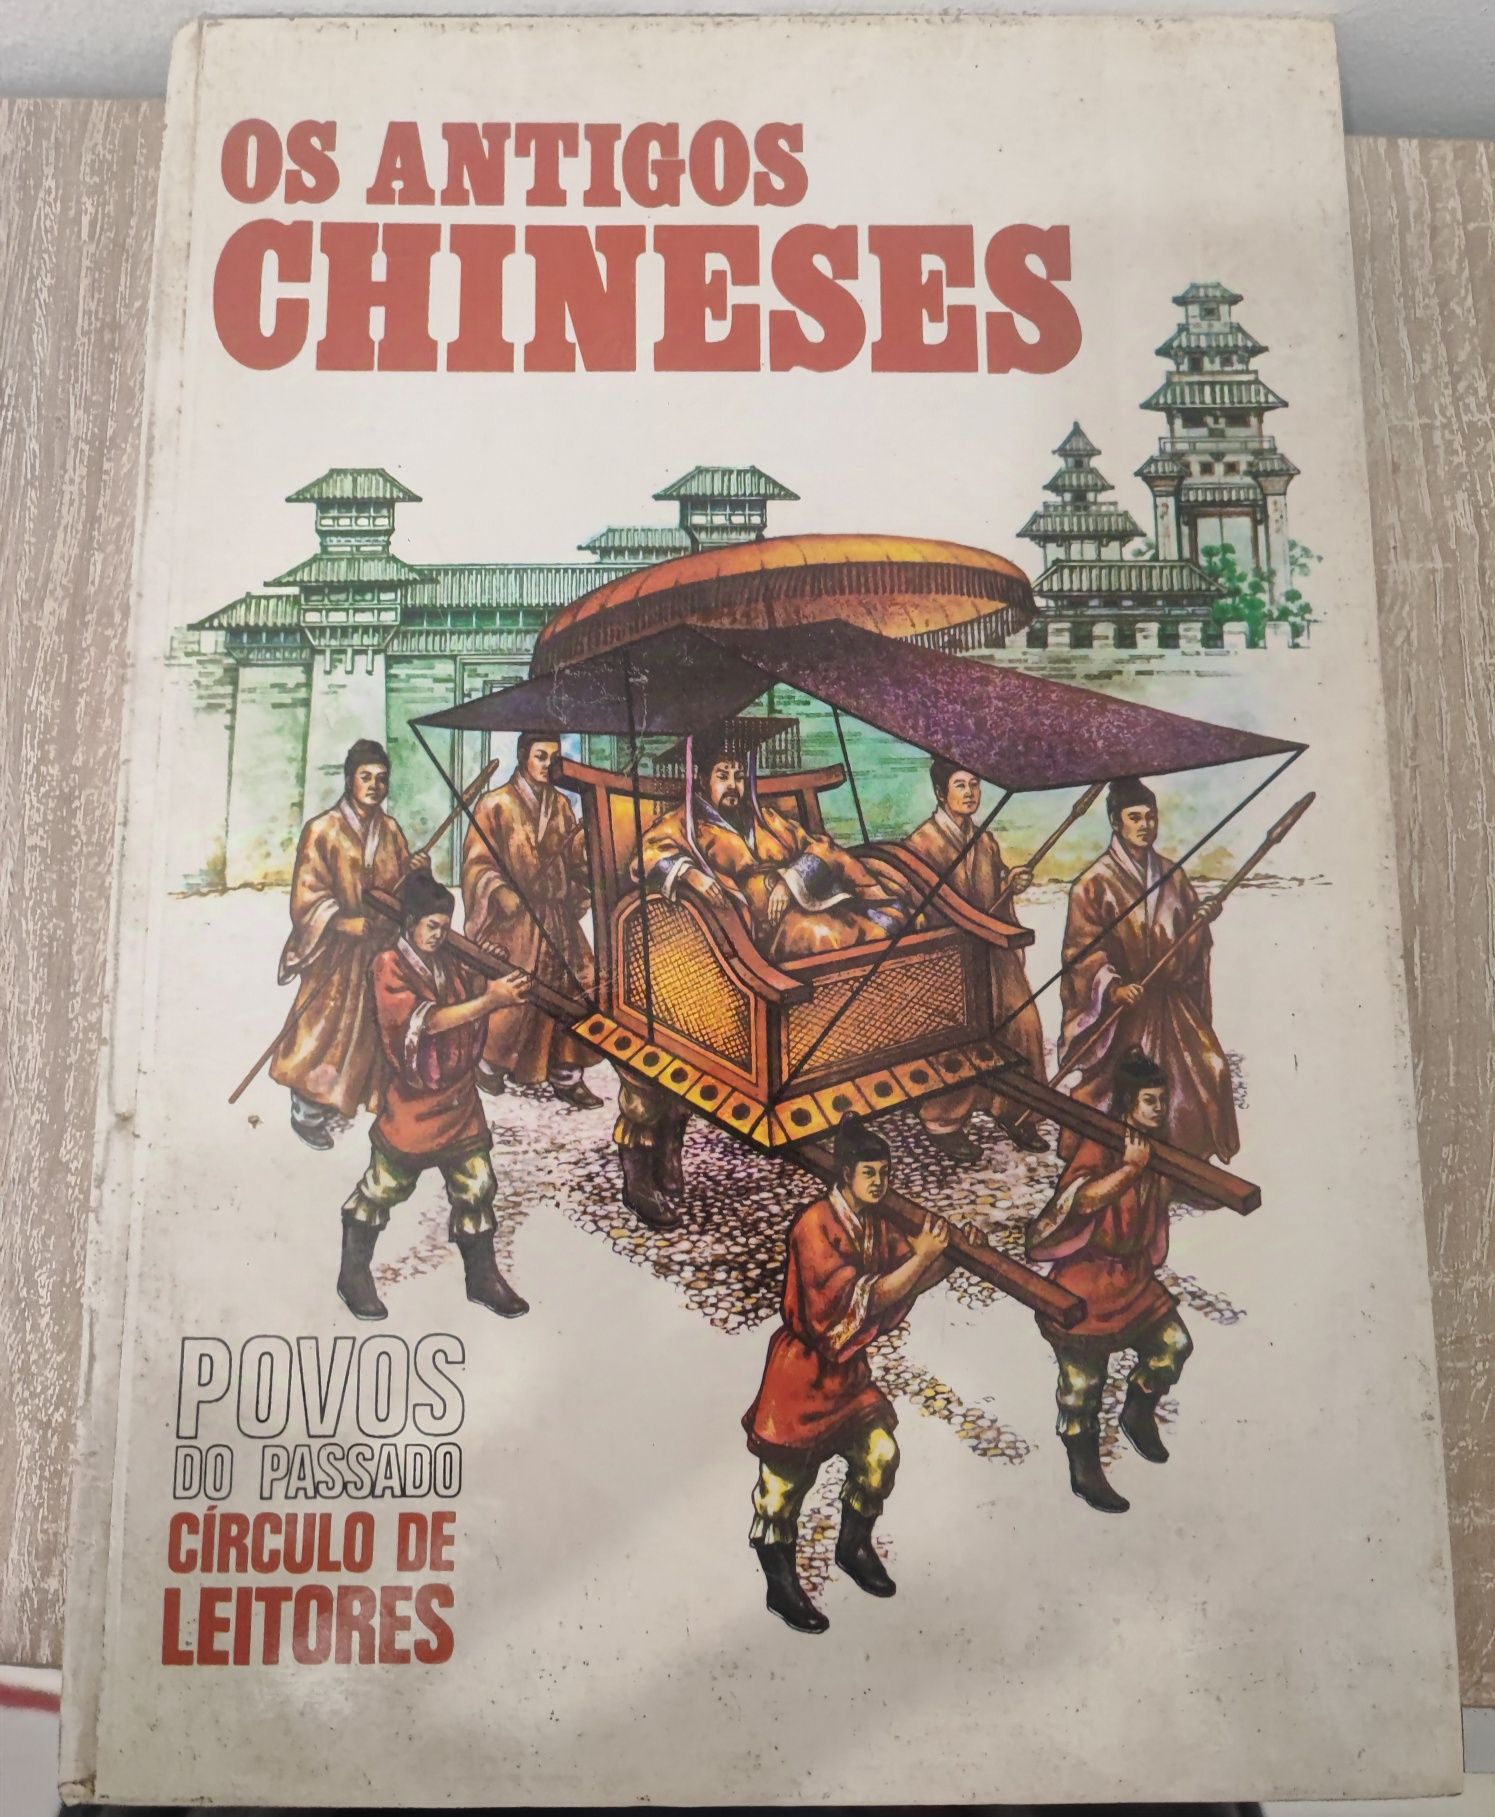 OS ANTIGOS
CHINESES
POVOS
DO PASSADO
CÍRCULO DE
LEITORES